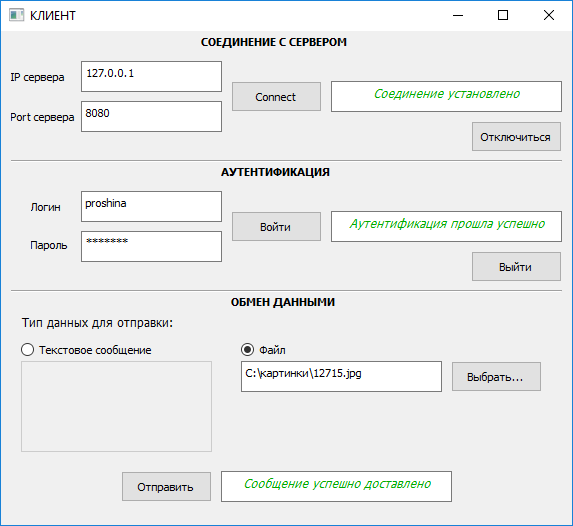 КЛИЕНТ
СОЕДИНЕНИЕ С СЕРВЕРОМ
IP сервера
127.0.0.1
Connect
Соединение установлено
Port сервера
8080
Отключиться
АУТЕНТИФИКАЦИЯ
Логин
proshina
Войти
Аутентификация прошла успешно
Пароль
*******
Выйти
ОБМЕН ДАННЫМИ
Тип данных для отправки:
Текстовое сообщение
Файл
C:\картинки\12715.jpg
Выбрать...
Отправить
Сообщение успешно доставлено